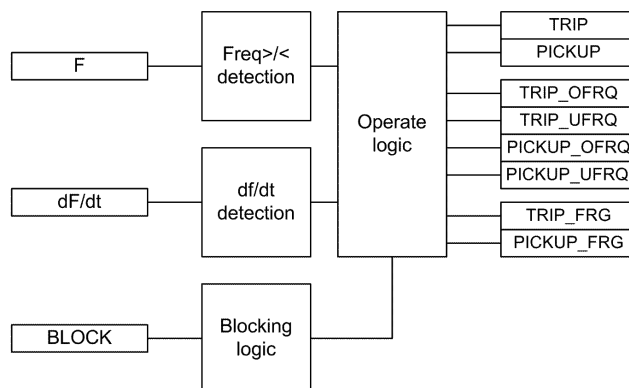 F
Freq>/<
detection
dF/dt
df/dt
detection
BLOCK
Blocking
logic
Operate
logic
TRIP
PICKUP
TRIP_OFRQ
TRIP_UFRQ
PICKUP_OFRQ
PICKUP_UFRQ
TRIP_FRG
PICKUP_FRG